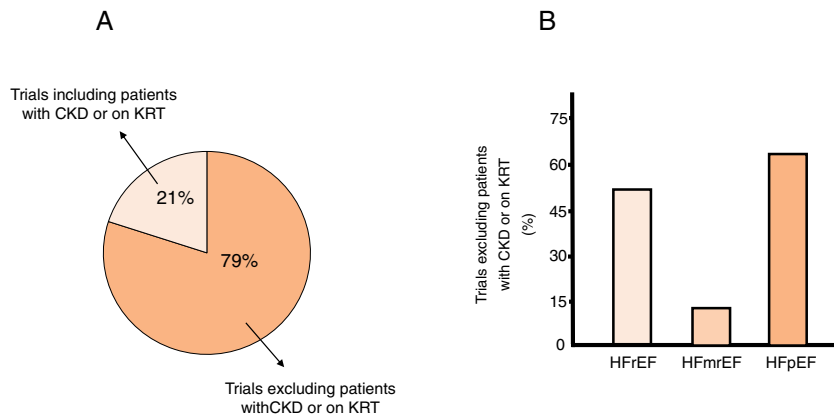 A
Trials including patients
with CKD or on KRT
21%
79%
Trials excluding patients
withCKD or on KRT
B
Trials excluding patients
with CKD or on KRT
(%)
75
60
45
30
15
0
HFrEF HFmrEF HFpEF